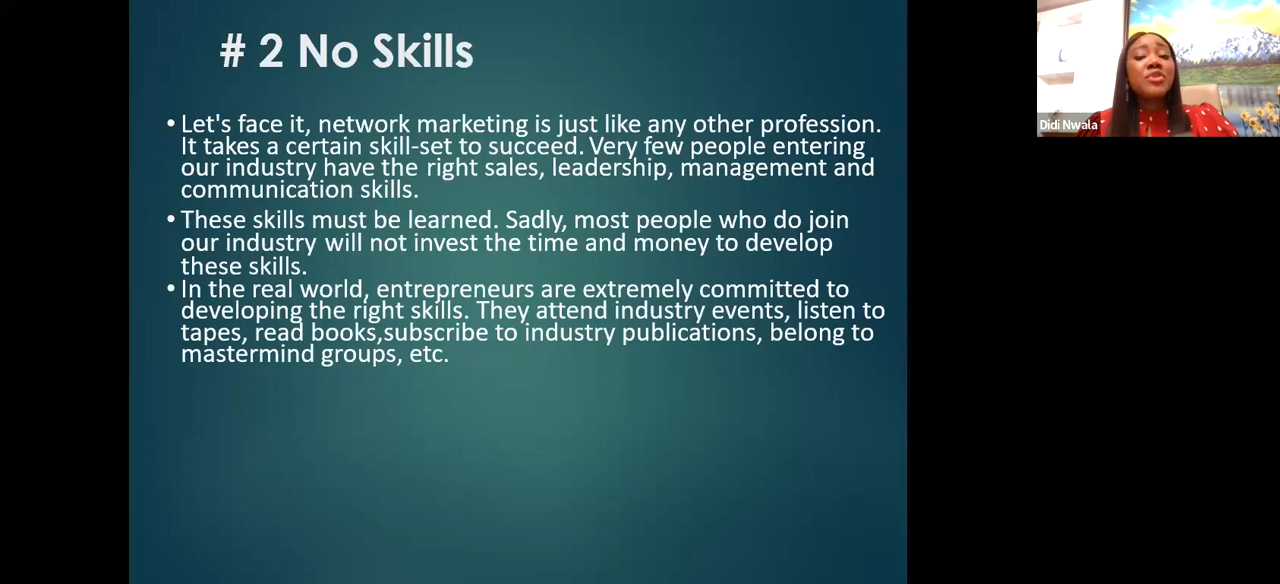 # 2 No Skills
• Let's face it, network marketing is just like any other profession.
It takes a certain skill-set to succeed. Very few people entering
our industry have the right sales, leadership, management and
communication skills.
• These skills must be learned. Sadly, most people who do join
our industry will not invest the time and money to develop
these skills.
• In the real world, entrepreneurs are extremely committed to
developing the right skills. They attend industry events, listen to
tapes, read books,subscribe to industry publications, belong to
mastermind groups, etc.
Didi Nwala